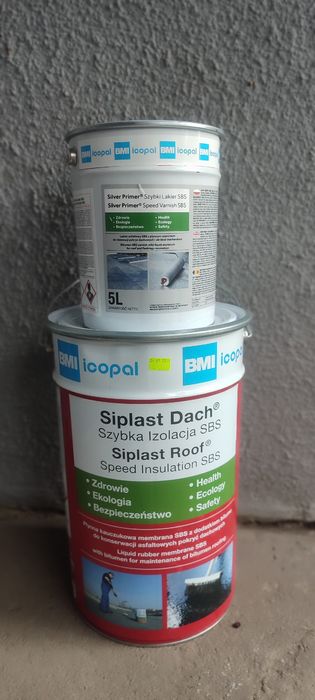 BMI icopal BMI icopal BMI
Silver Primer® Szybki Lakier SBS
Silver Primer® Speed Varnish SBS
• Zdrowie
• Ekologia
• Bezpieczeństwo
• Health
• Ecology
• Safety
5L
BMI icopal
BMI icopal
Siplast Dach®
Szybka Izolacja SBS
Siplast Roof®
Speed Insulation SBS
• Zdrowie
• Ekologia
• Bezpieczeństwo
• Health
• Ecology
• Safety
Płynna kauczukowa membrana SBS z dodatkiem bitumu
do konserwacji asfaltowych pokryć dachowych
Liquid rubber membrane SBS
with bitumen for maintenance of bitumen roofing